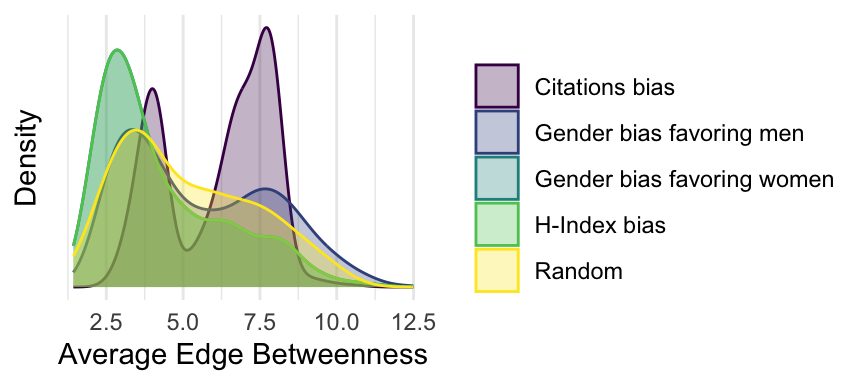 Density
2.5 5.0 7.5 10.0 12.5
Average Edge Betweenness
Citations bias
Gender bias favoring men
Gender bias favoring women
H-Index bias
Random